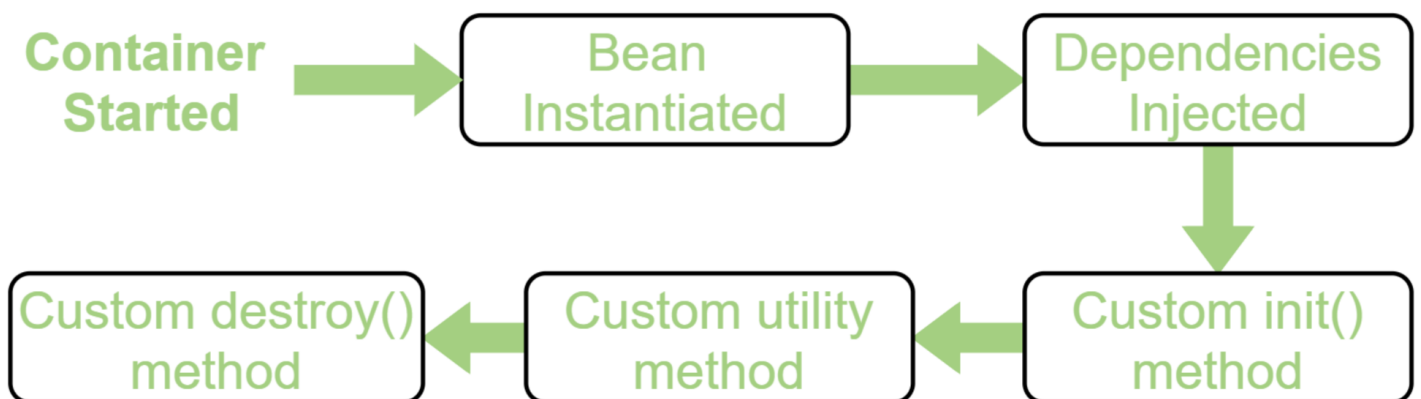 Container
Started
Bean
Instantiated
Dependencies
Injected
Custom init()
method
Custom utility
method
Custom destroy()
method